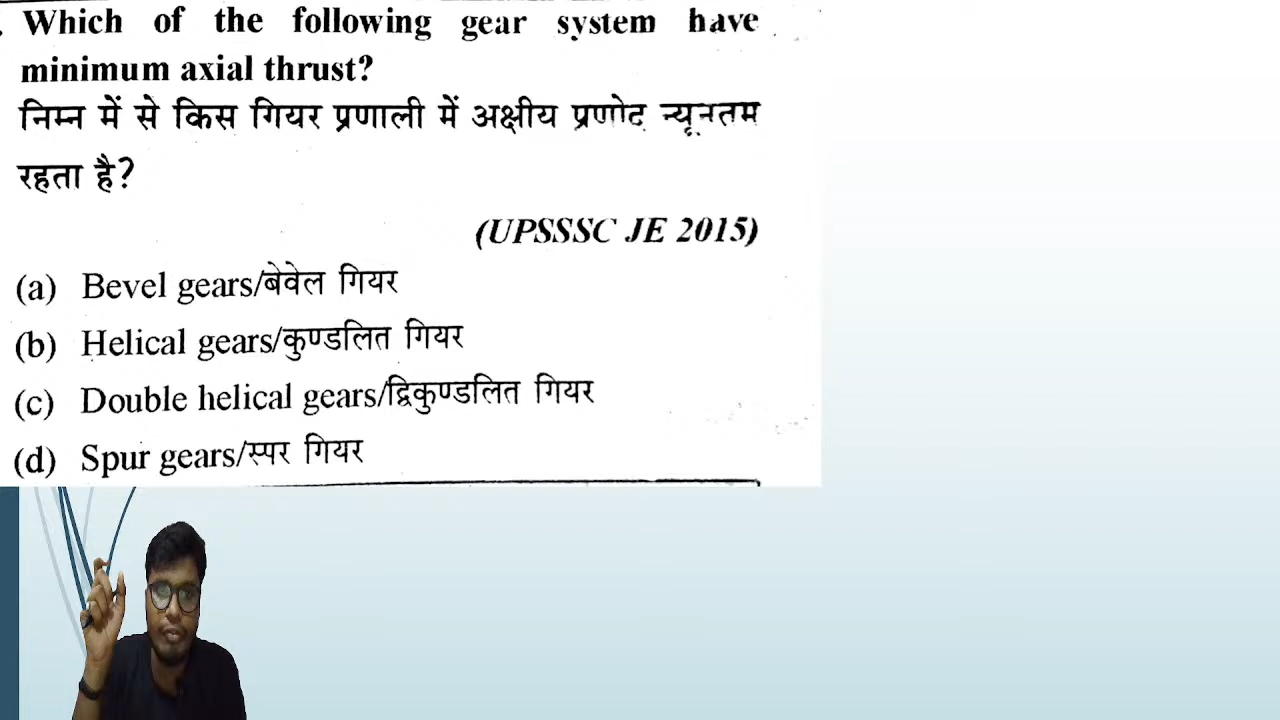 Which of the following gear system have
minimum axial thrust?
निम्न में से किस गियर प्रणाली में अक्षीय प्रणोद न्यूनतम
रहता है?
(UPSSSC JE 2015)
(a) Bevel gears/बेवेल गियर
(b) Helical gears/कुण्डलित गियर
(c) Double helical gears/द्विकुण्डलित गियर
(d) Spur gears/स्पर गियर